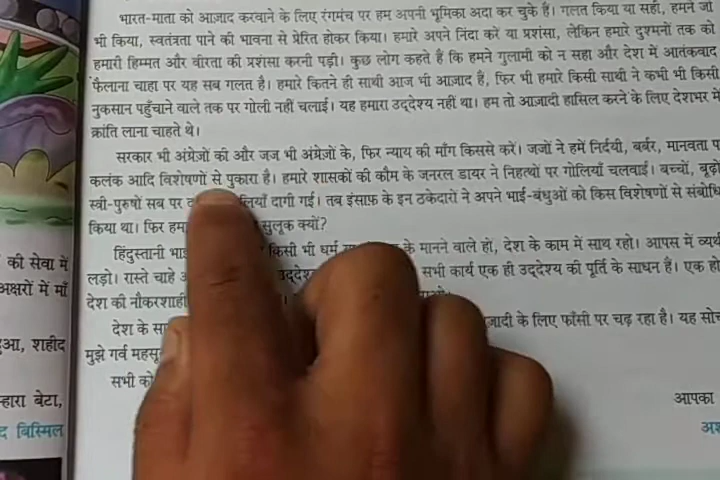 भारत-माता को आज़ाद करवाने के लिए रंगमंच पर हम अपनी भूमिका अदा कर चुके हैं। गलत किया या सही, हमने जो
भी किया, स्वतंत्रता पाने की भावना से प्रेरित होकर किया। हमारे अपने निंदा करें या प्रशंसा, लेकिन हमारे दुश्मनों तक को
हमारी हिम्मत और वीरता की प्रशंसा करनी पड़ी। कुछ लोग कहते हैं कि हमने गुलामी को न सहा और देश में आतंकवाद
फैलाना चाहा पर यह सब गलत है। हमारे कितने ही साथी आज भी आज़ाद हैं, फिर भी हमारे किसी साथी ने कभी भी किसी
नुकसान पहुँचाने वाले तक पर गोली नहीं चलाई। यह हमारा उद्देश्य नहीं था। हम तो आज़ादी हासिल करने के लिए देशभर में
क्रांति लाना चाहते थे।
सरकार भी अंग्रेजों की और जज भी अंग्रेजों के, फिर न्याय की माँग किससे करें। जजों ने हमें निर्दयी, बर्बर, मानवता प
कलंक आदि विशेषणों से पुकारा है। हमारे शासकों की कौम के जनरल डायर ने निहत्थों पर गोलियाँ चलवाईं। बच्चों, बूढ़ों
स्त्री-पुरुषों सब पर लियाँ दागी गईं। तब इंसाफ़ के इन ठकेदारों ने अपने भाई-बंधुओं को किस विशेषणों से संबोधि
किया था। फिर हम सुलूक क्यों?
हिंदुस्तानी भाइ किसी भी धर्म के मानने वाले हों, देश के काम में साथ रहो। आपस में व्यर्थ
लड़ो। रास्ते चाहे उद्देश्य सभी कार्य एक ही उद्देश्य की पूर्ति के साधन हैं। एक हो
देश की नौकरशाही
देश के सा ज़ादी के लिए फाँसी पर चढ़ रहा है। यह सोच
मुझे गर्व महसू
सभी को
आपका
अश
की सेवा में
अक्षरों में माँ
हुआ, शहीद
म्हारा बेटा,
द बिस्मिल